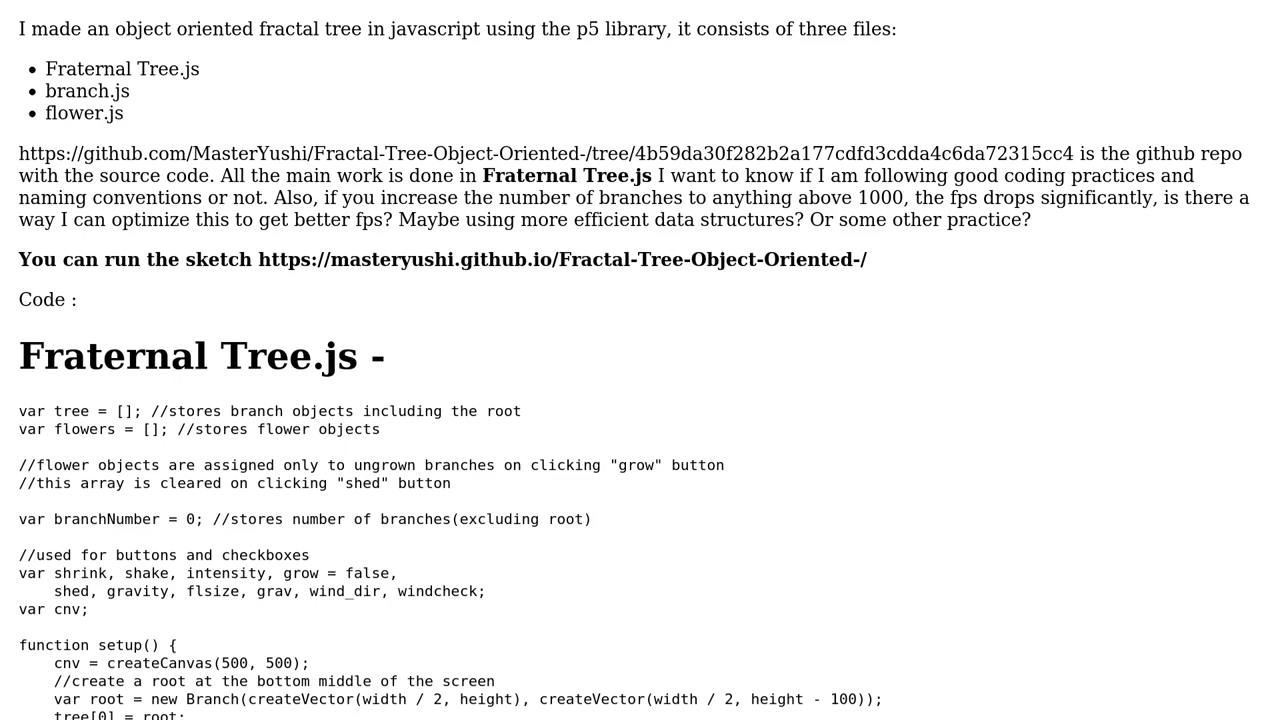 I made an object oriented fractal tree in javascript using the p5 library, it consists of three files:
• Fraternal Tree.js
• branch.js
• flower.js
https://github.com/MasterYushi/Fractal-Tree-Object-Oriented-/tree/4b59da30f282b2a177cdfd3cdda4c6da72315cc4 is the github repo
with the source code. All the main work is done in Fraternal Tree.js I want to know if I am following good coding practices and
naming conventions or not. Also, if you increase the number of branches to anything above 1000, the fps drops significantly, is there a
way I can optimize this to get better fps? Maybe using more efficient data structures? Or some other practice?
You can run the sketch https://masteryushi.github.io/Fractal-Tree-Object-Oriented-/
Code :
Fraternal Tree.js -
var tree = []; //stores branch objects including the root
var flowers = []; //stores flower objects
//flower objects are assigned only to ungrown branches on clicking "grow" button
//this array is cleared on clicking "shed" button
var branchNumber = 0; //stores number of branches(excluding root)
//used for buttons and checkboxes
var shrink, shake, intensity, grow = false,
    shed, gravity, flsize, grav, wind_dir, windcheck;
var cnv;
function setup() {
    cnv = createCanvas(500, 500);
    //create a root at the bottom middle of the screen
    var root = new Branch(createVector(width / 2, height), createVector(width / 2, height - 100));
    tree[0] = root;